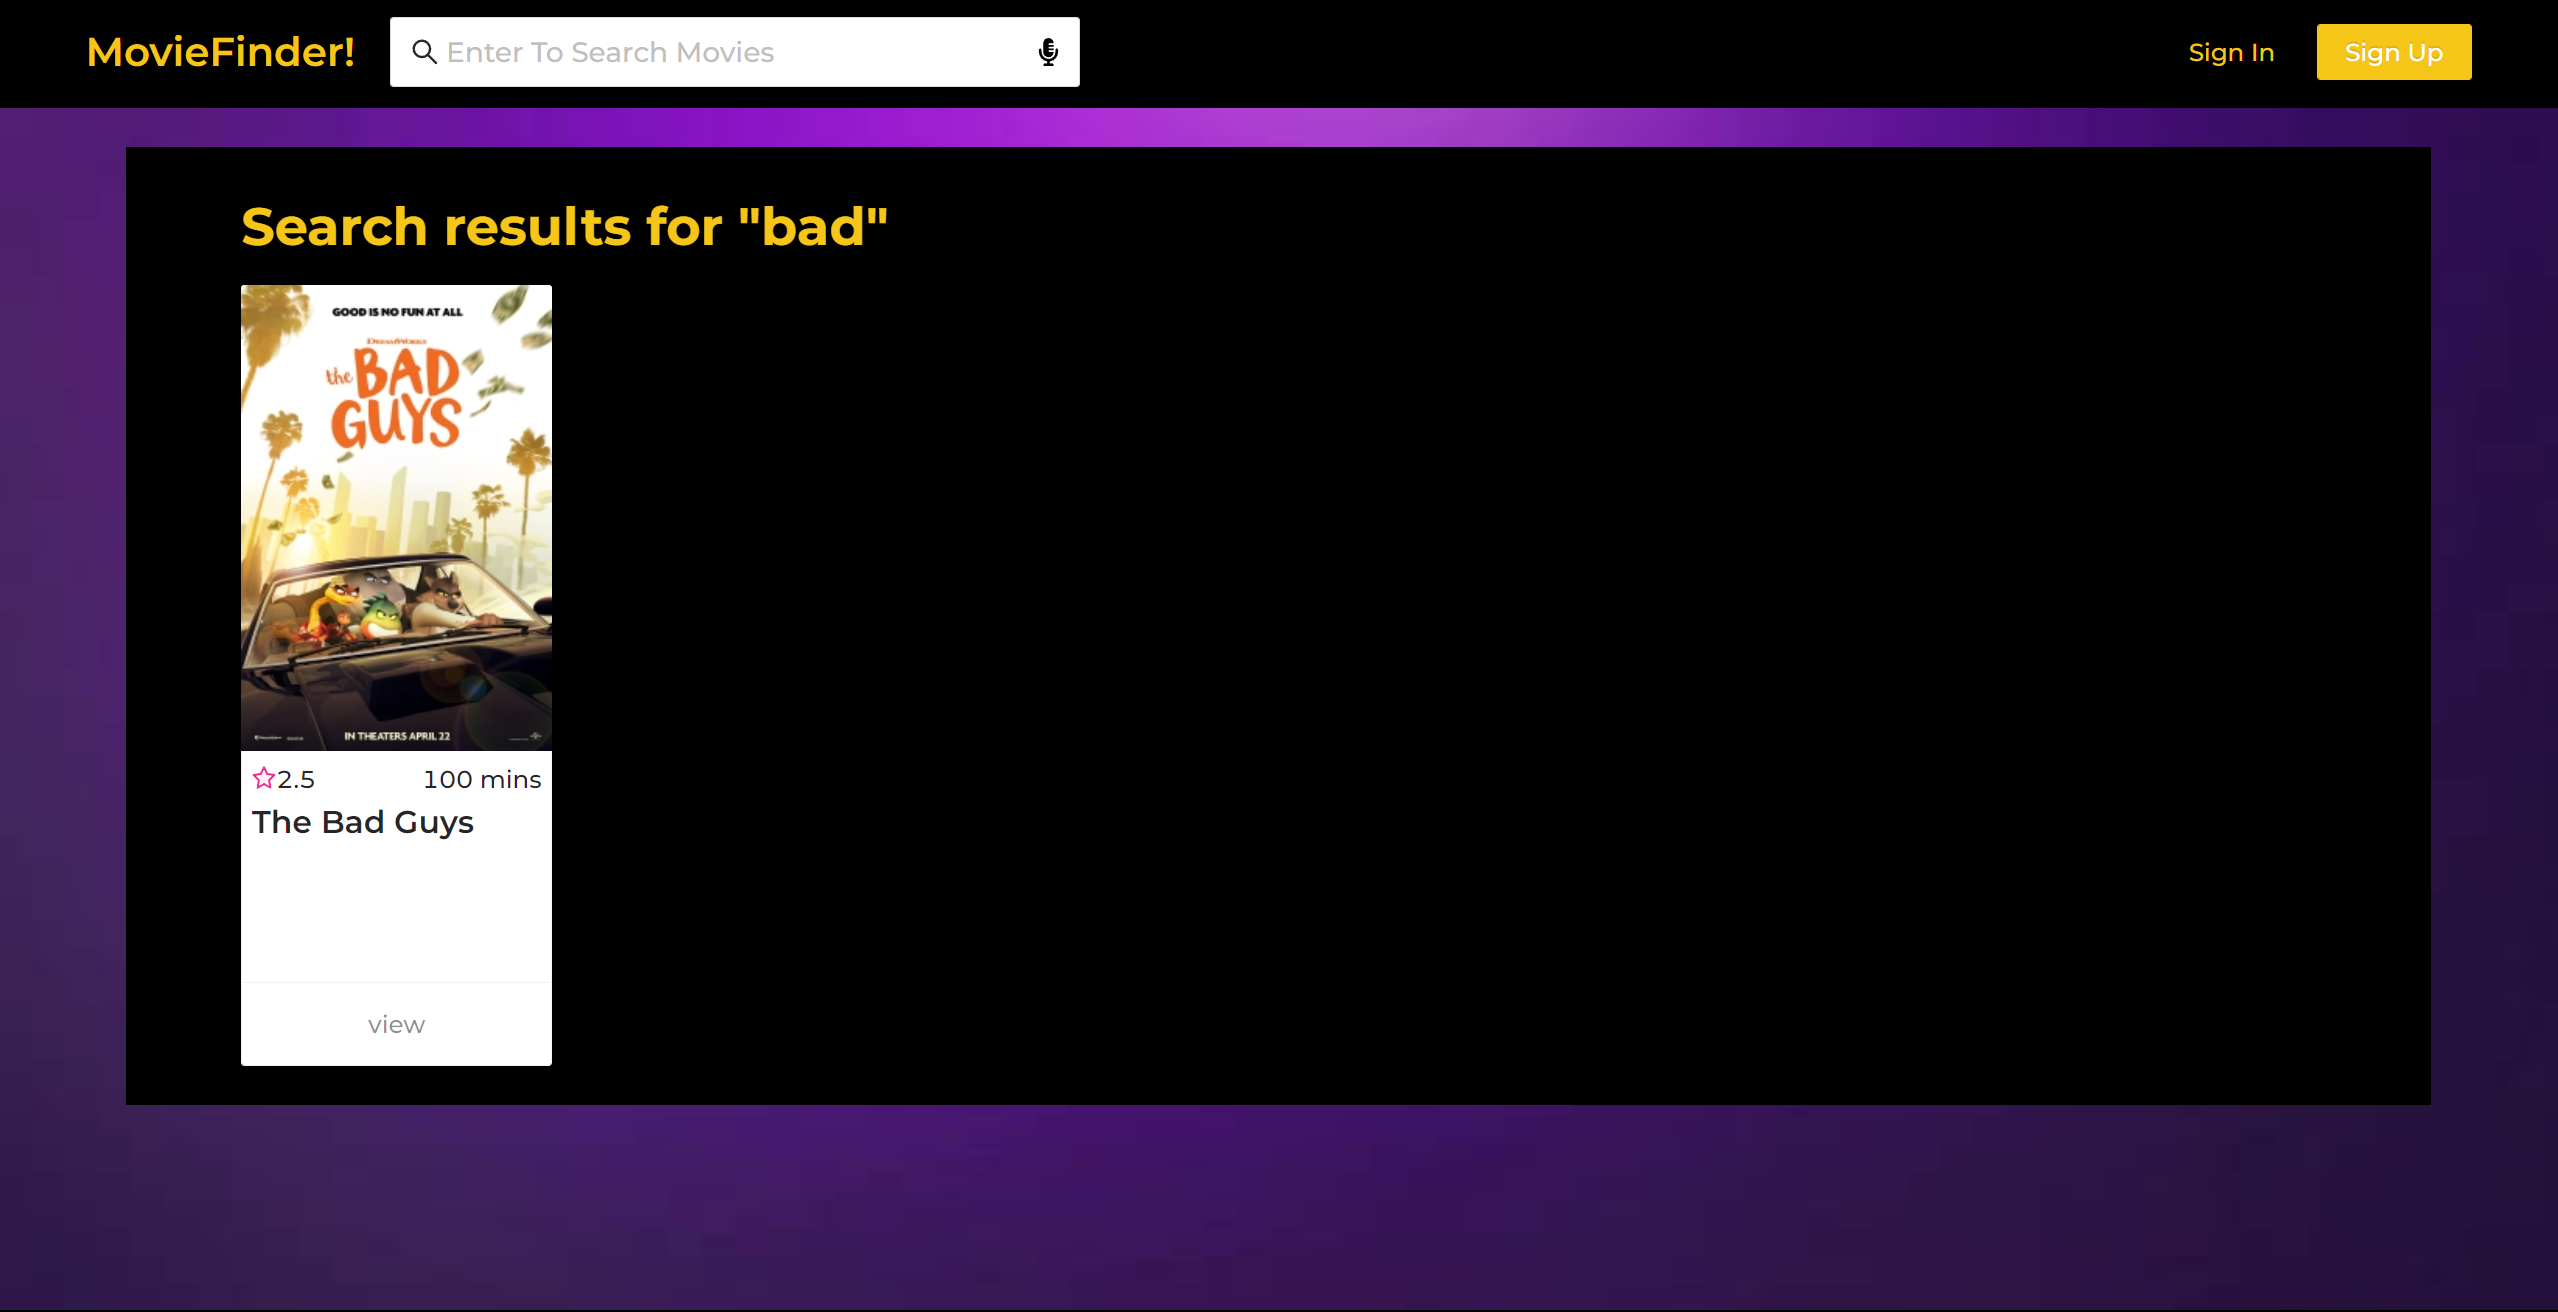 MovieFinder!
Enter To Search Movies
Sign In
Sign Up
Search results for "bad"
GOOD IS NO FUN AT ALL
DREAMWORKS
the BAD
GUYS
IN THEATERS APRIL 22
2.5
100 mins
The Bad Guys
view